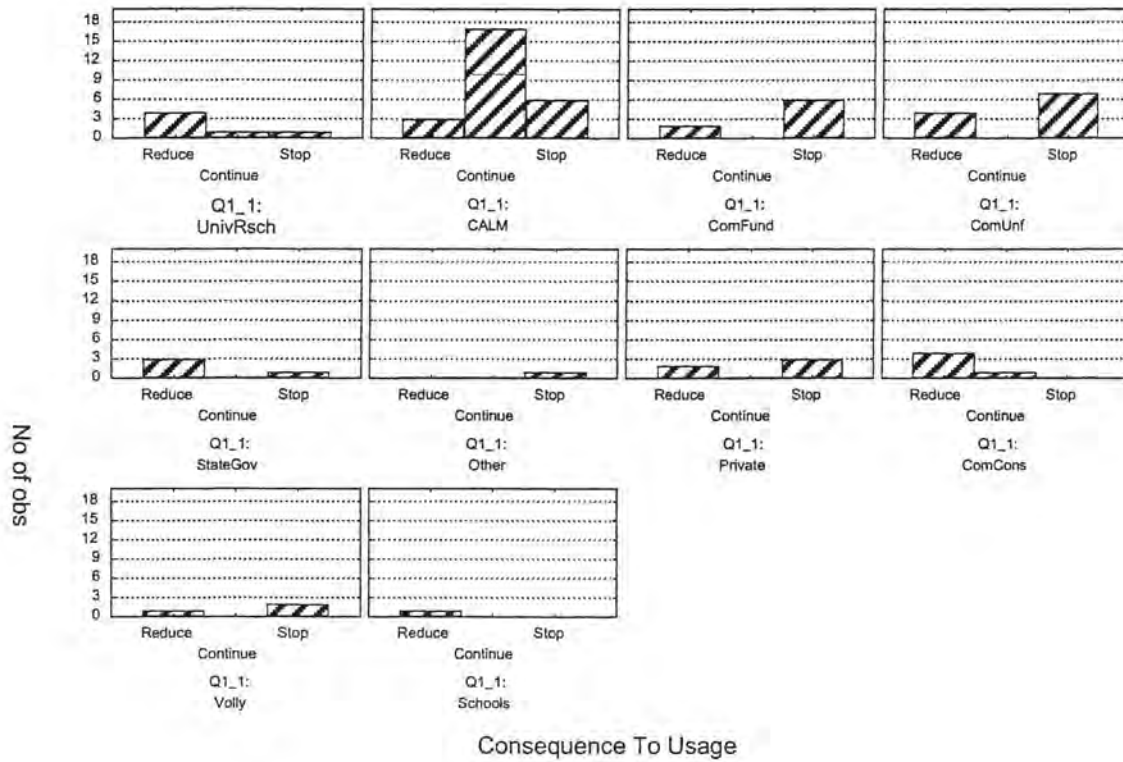 18
15
12
9
6
3
0
Reduce Stop Reduce Stop Reduce Stop Reduce Stop
Continue Continue Continue Continue
Q1_1: Q1_1: Q1_1: Q1_1:
UnivRsch CALM ComFund ComUnf
18
15
12
9
6
3
0
Reduce Stop Reduce Stop Reduce Stop Reduce Stop
Continue Continue Continue Continue
Q1_1: Q1_1: Q1_1: Q1_1:
StateGov Other Private ComCons
No of obs
18
15
12
9
6
3
0
Reduce Stop Reduce Stop
Continue Continue
Q1_1: Q1_1:
Volly Schools
Consequence To Usage